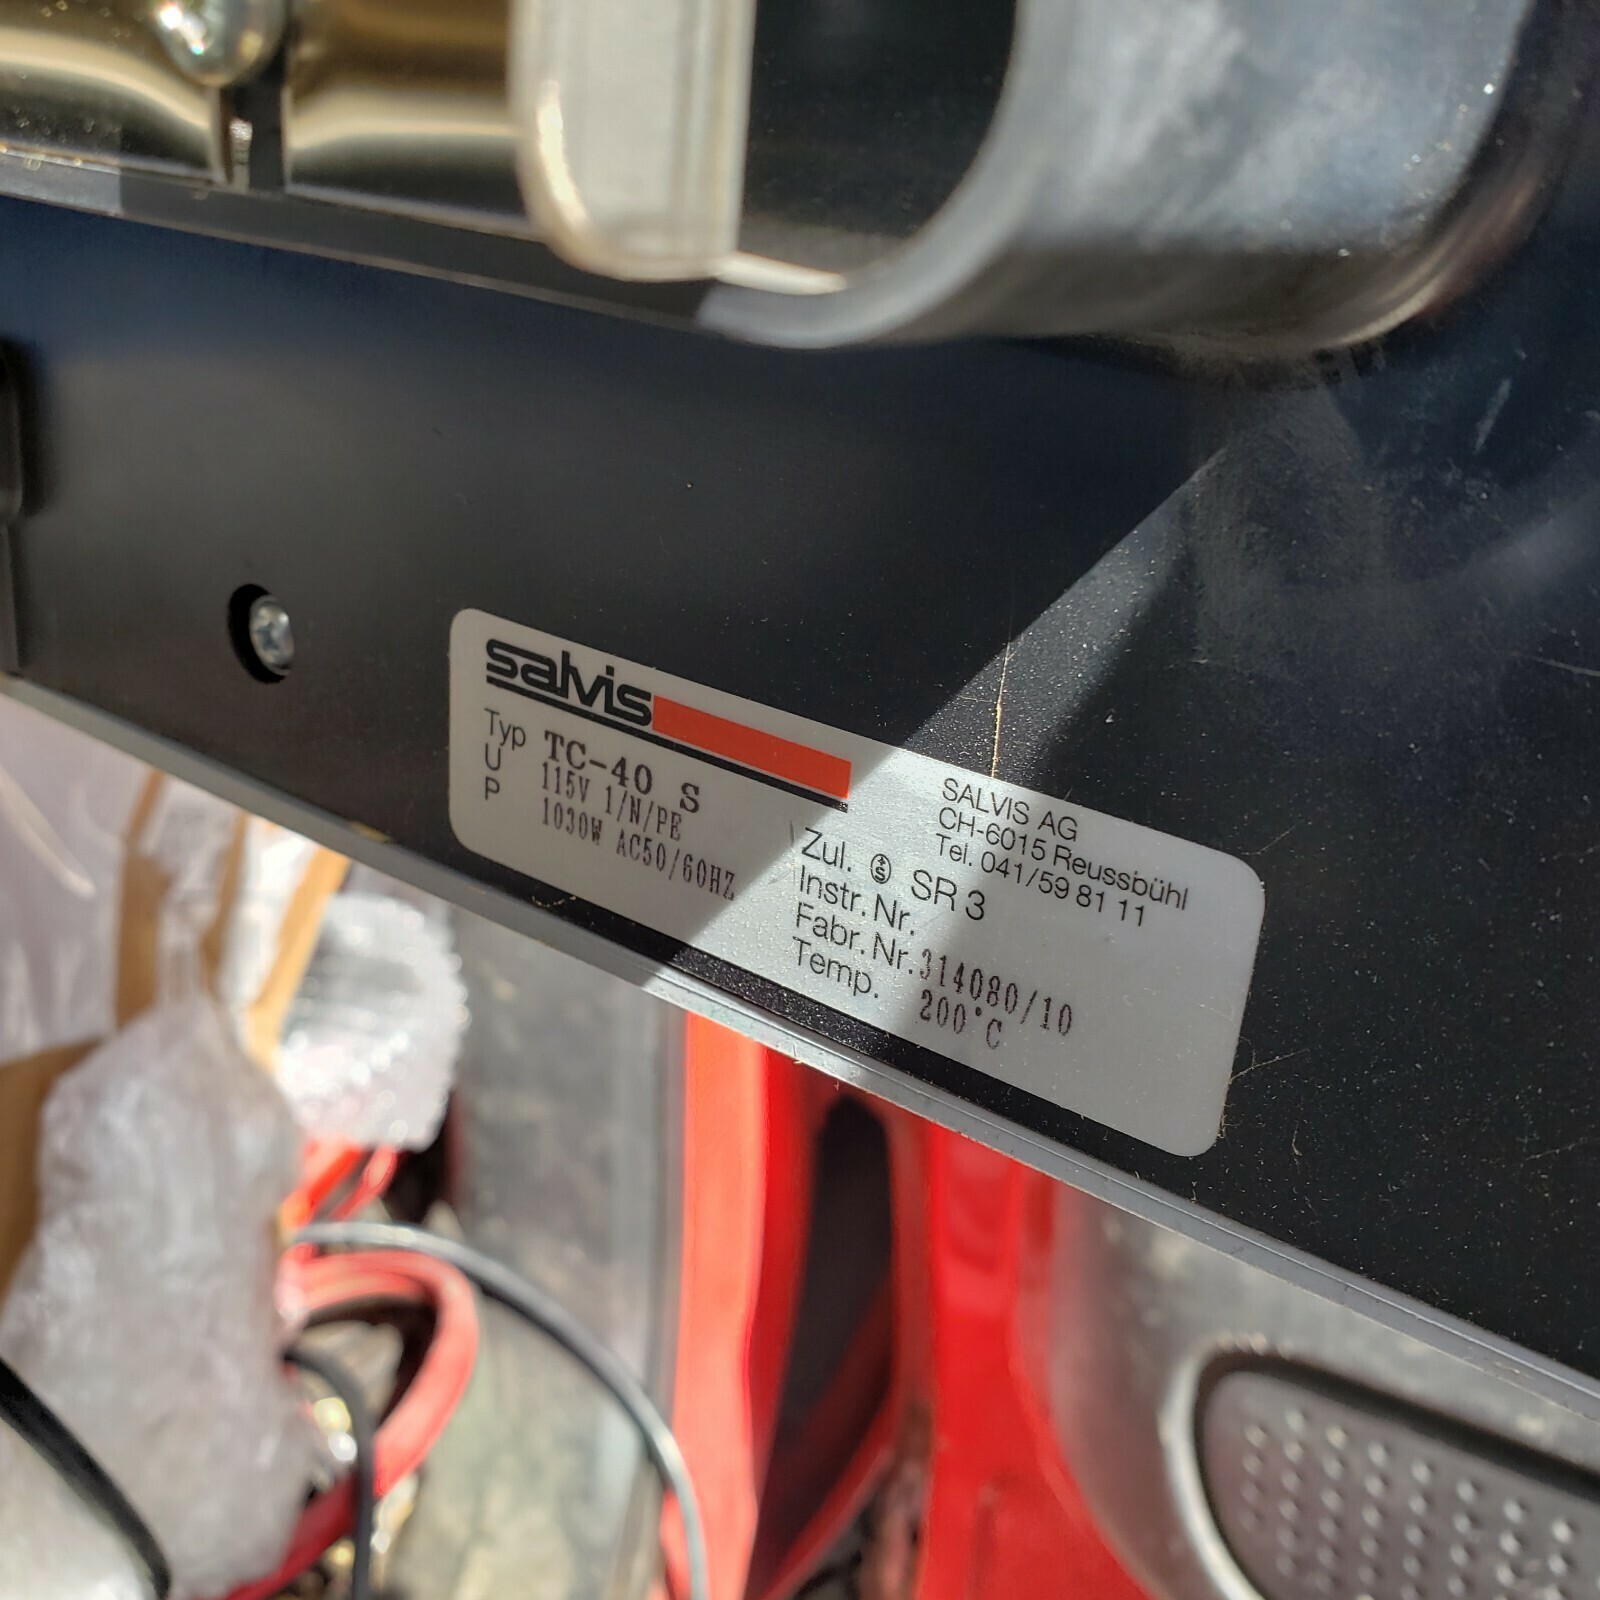 salvis
Typ TC-40 S
U 115V 1/N/PE
P 1030W AC50/60HZ
SALVIS AG
CH-6015 Reussbühl
Tel. 041/59 81 11
Zul. SR 3
Instr. Nr.
Fabr. Nr. 314080/10
Temp. 200°C